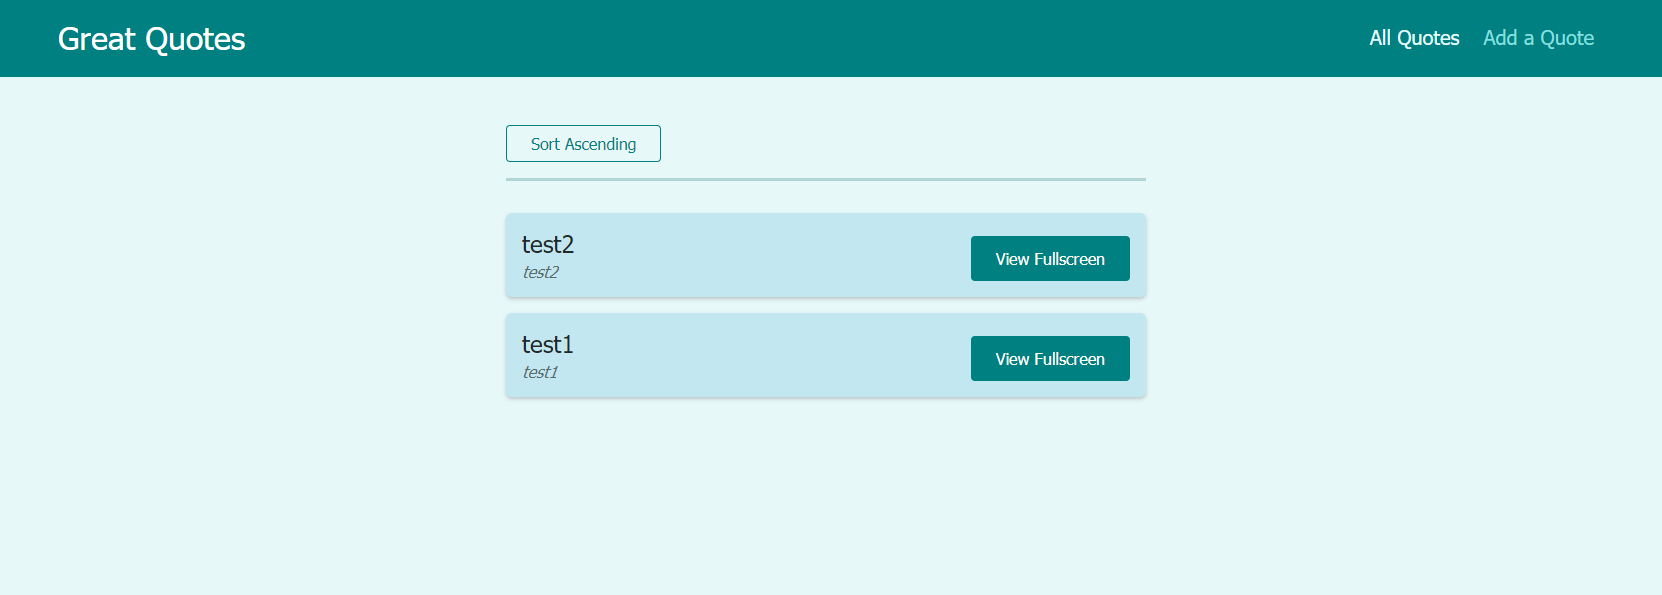 Great Quotes
All Quotes Add a Quote
Sort Ascending
test2
test2
View Fullscreen
test1
test1
View Fullscreen